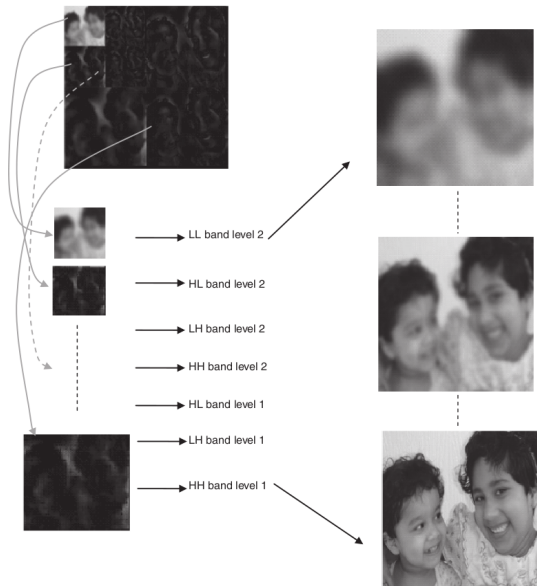 LL band level 2
HL band level 2
LH band level 2
HH band level 2
HL band level 1
LH band level 1
HH band level 1